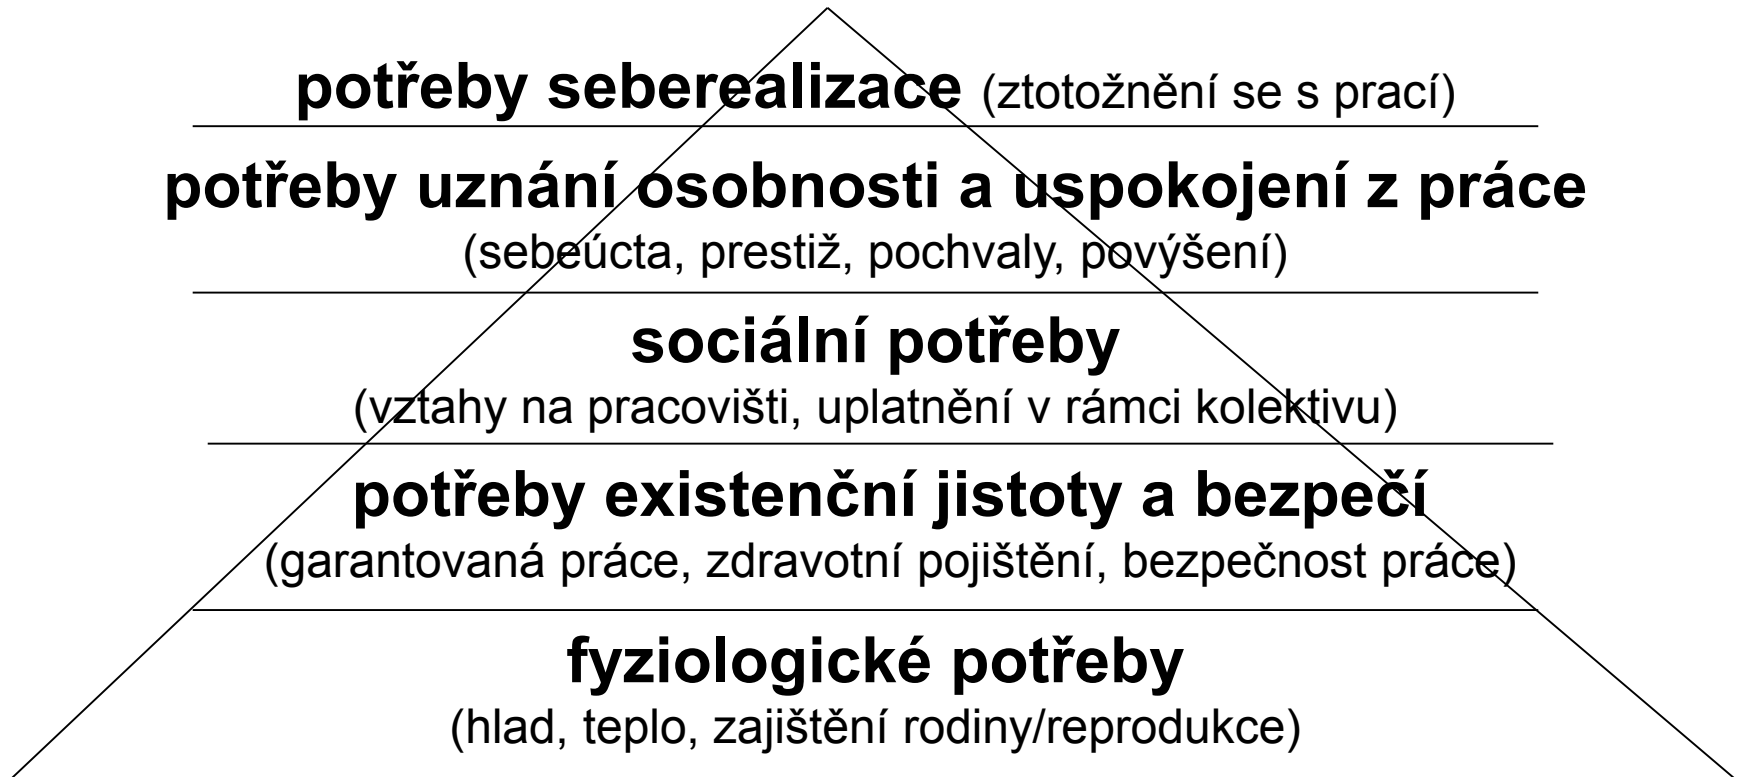 potřeby seberealizace (ztotožnění se s prací)
potřeby uznání osobnosti a uspokojení z práce
(sebeúcta, prestiž, pochvaly, povýšení)
sociální potřeby
(vztahy na pracovišti, uplatnění v rámci kolektivu)
potřeby existenční jistoty a bezpečí
(garantovaná práce, zdravotní pojištění, bezpečnost práce)
fyziologické potřeby
(hlad, teplo, zajištění rodiny/reprodukce)